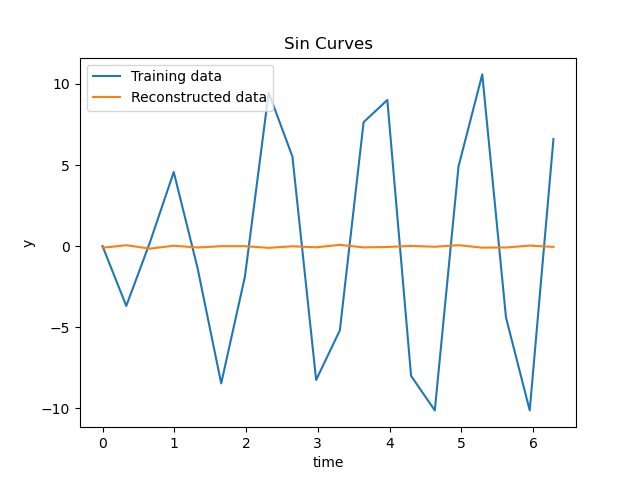 Sin Curves
Training data
Reconstructed data
10
5
0
−5
−10
y
0 1 2 3 4 5 6
time